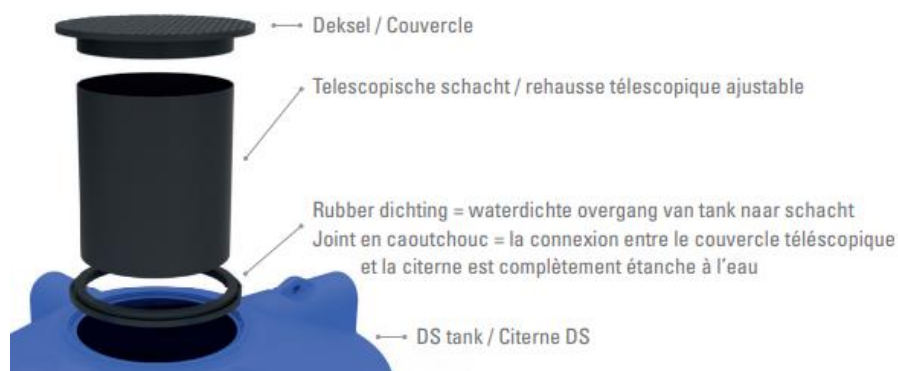 Deksel / Couvercle
Telescopische schacht / rehausse télescopique ajustable
Rubber dichting = waterdichte overgang van tank naar schacht
Joint en caoutchouc = la connexion entre le couvercle téléscopique
et la citerne est complètement étanche à l'eau
DS tank / Citerne DS